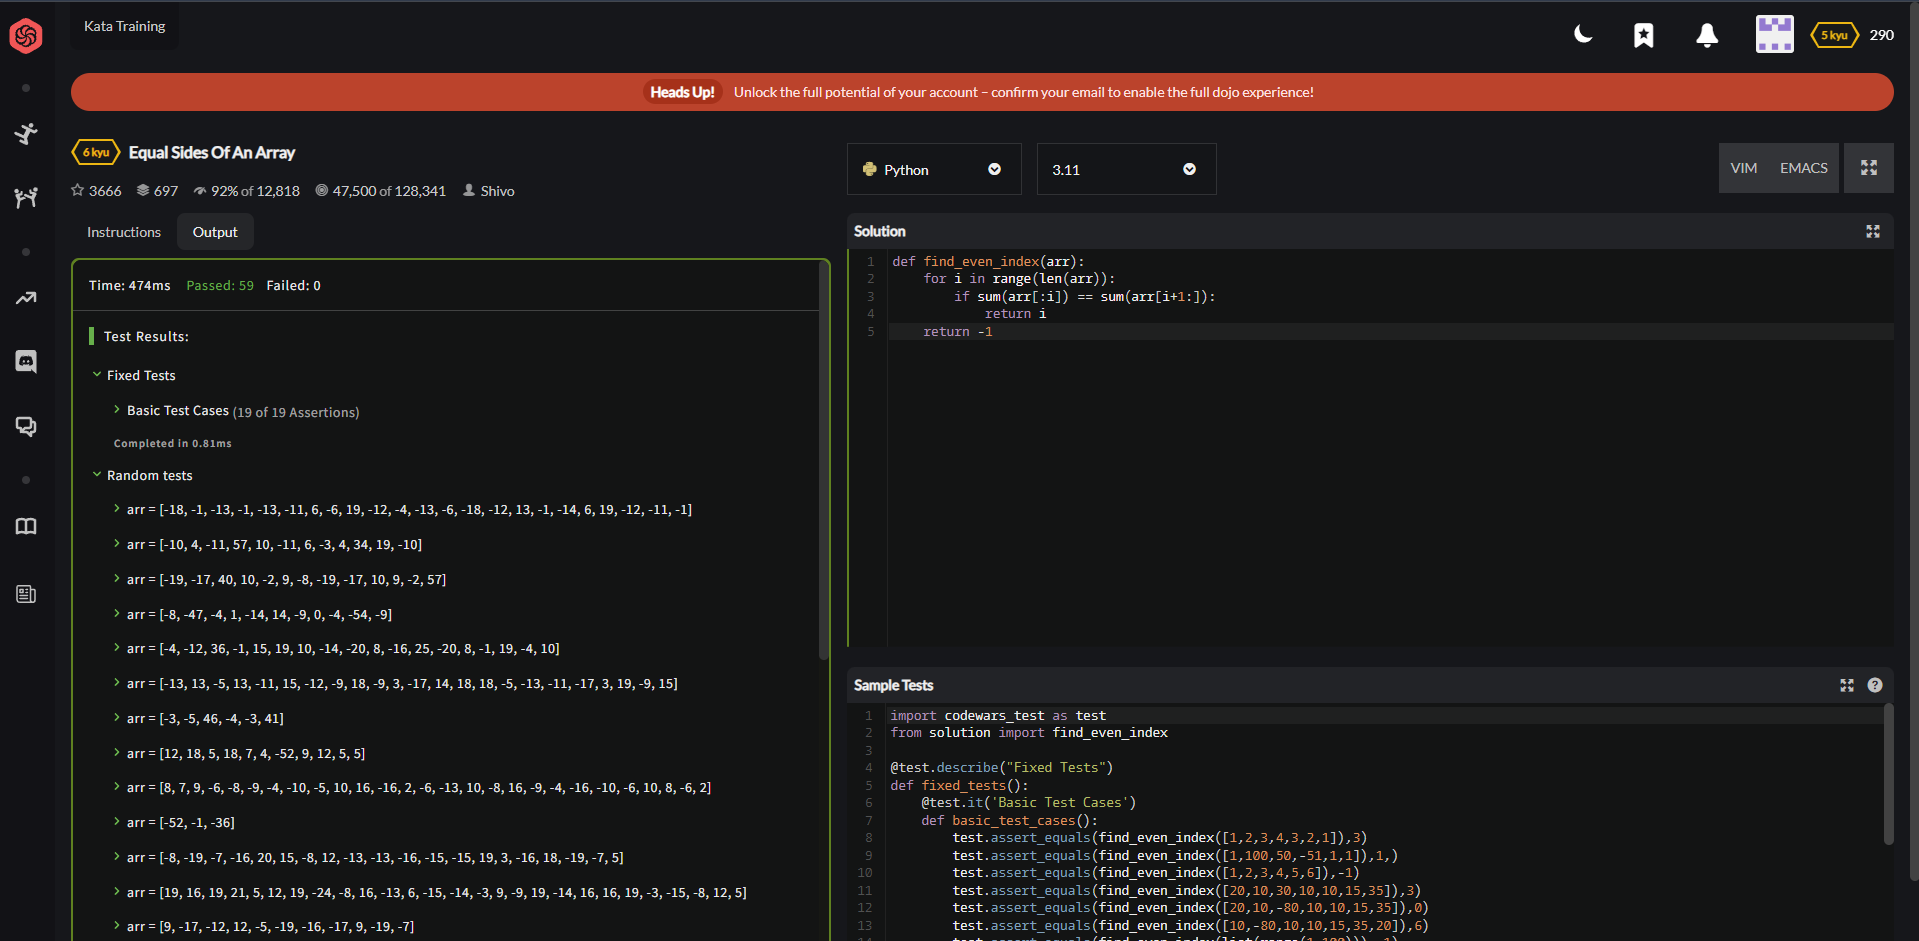 Kata Training
5 kyu 290
Heads Up! Unlock the full potential of your account – confirm your email to enable the full dojo experience!
6 kyu Equal Sides Of An Array
3666 697 92% of 12,818 47,500 of 128,341 Shivo
Instructions Output
Time: 474ms Passed: 59 Failed: 0
Test Results:
Fixed Tests
Basic Test Cases (19 of 19 Assertions)
Completed in 0.81ms
Random tests
arr = [-18, -1, -13, -1, -13, -11, 6, -6, 19, -12, -4, -13, -6, -18, -12, 13, -1, -14, 6, 19, -12, -11, -1]
arr = [-10, 4, -11, 57, 10, -11, 6, -3, 4, 34, 19, -10]
arr = [-19, -17, 40, 10, -2, 9, -8, -19, -17, 10, 9, -2, 57]
arr = [-8, -47, -4, 1, -14, 14, -9, 0, -4, -54, -9]
arr = [-4, -12, 36, -1, 15, 19, 10, -14, -20, 8, -16, 25, -20, 8, -1, 19, -4, 10]
arr = [-13, 13, -5, 13, -11, 15, -12, -9, 18, -9, 3, -17, 14, 18, 18, -5, -13, -11, -17, 3, 19, -9, 15]
arr = [-3, -5, 46, -4, -3, 41]
arr = [12, 18, 5, 18, 7, 4, -52, 9, 12, 5, 5]
arr = [8, 7, 9, -6, -8, -9, -4, -10, -5, 10, 16, -16, 2, -6, -13, 10, -8, 16, -9, -4, -16, -10, -6, 10, 8, -6, 2]
arr = [-52, -1, -36]
arr = [-8, -19, -7, -16, 20, 15, -8, 12, -13, -13, -16, -15, -15, 19, 3, -16, 18, -19, -7, 5]
arr = [19, 16, 19, 21, 5, 12, 19, -24, -8, 16, -13, 6, -15, -14, -3, 9, -9, 19, -14, 16, 16, 19, -3, -15, -8, 12, 5]
arr = [9, -17, -12, 12, -5, -19, -16, -17, 9, -19, -7]
Python 3.11 VIM EMACS
Solution
1 def find_even_index(arr):
2 for i in range(len(arr)):
3 if sum(arr[:i]) == sum(arr[i+1:]):
4 return i
5 return -1
Sample Tests
1 import codewars_test as test
2 from solution import find_even_index
3
4 @test.describe("Fixed Tests")
5 def fixed_tests():
6 @test.it('Basic Test Cases')
7 def basic_test_cases():
8 test.assert_equals(find_even_index([1,2,3,4,3,2,1]),3)
9 test.assert_equals(find_even_index([1,100,50,-51,1,1]),1,)
10 test.assert_equals(find_even_index([1,2,3,4,5,6]),-1)
11 test.assert_equals(find_even_index([20,10,30,10,10,15,35]),3)
12 test.assert_equals(find_even_index([20,10,-80,10,10,15,35]),0)
13 test.assert_equals(find_even_index([10,-80,10,10,15,35,20]),6)